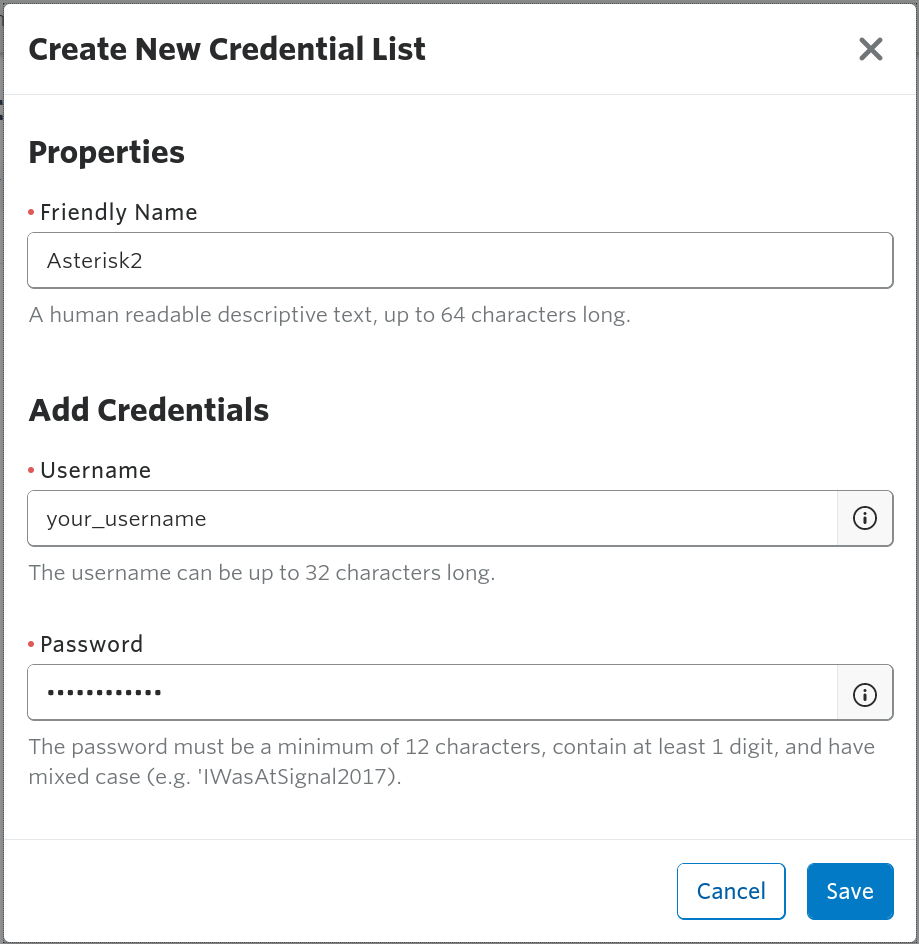 Create New Credential List
Properties
• Friendly Name
Asterisk2
A human readable descriptive text, up to 64 characters long.
Add Credentials
• Username
your_username
The username can be up to 32 characters long.
• Password
••••••••••••
The password must be a minimum of 12 characters, contain at least 1 digit, and have
mixed case (e.g. 'IWasAtSignal2017).
Cancel
Save